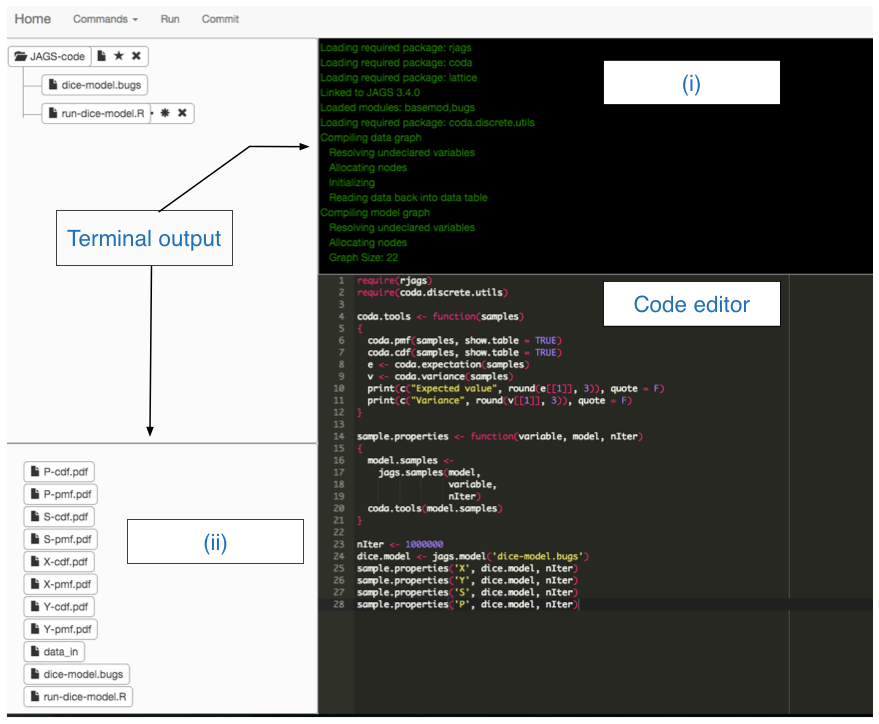 Home Commands Run Commit
JAGS-code
dice-model.bugs
run-dice-model.R
Terminal output
Loading required package: rjags
Loading required package: coda
Loading required package: lattice
Linked to JAGS 3.4.0
Loaded modules: basemod,bugs
Loading required package: coda.discrete.utils
Compiling data graph
Resolving undeclared variables
Allocating nodes
Initializing
Reading data back into data table
Compiling model graph
Resolving undeclared variables
Allocating nodes
Graph Size: 22
(i)
Code editor
1 require(rjags)
2 require(coda.discrete.utils)
3
4 coda.tools <- function(samples)
5 {
6 coda.pmf(samples, show.table = TRUE)
7 coda.cdf(samples, show.table = TRUE)
8 e <- coda.expectation(samples)
9 v <- coda.variance(samples)
10 print(c("Expected value", round(e[[1]], 3)), quote = F)
11 print(c("Variance", round(v[[1]], 3)), quote = F)
12 }
13
14 sample.properties <- function(variable, model, nIter)
15 {
16 model.samples <-
17 jags.samples(model,
18 variable,
19 nIter)
20 coda.tools(model.samples)
21 }
22
23 nIter <- 1000000
24 dice.model <- jags.model('dice-model.bugs')
25 sample.properties('X', dice.model, nIter)
26 sample.properties('Y', dice.model, nIter)
27 sample.properties('S', dice.model, nIter)
28 sample.properties('P', dice.model, nIter)
P-cdf.pdf
P-pmf.pdf
S-cdf.pdf
S-pmf.pdf
X-cdf.pdf
X-pmf.pdf
Y-cdf.pdf
Y-pmf.pdf
data_in
dice-model.bugs
run-dice-model.R
(ii)